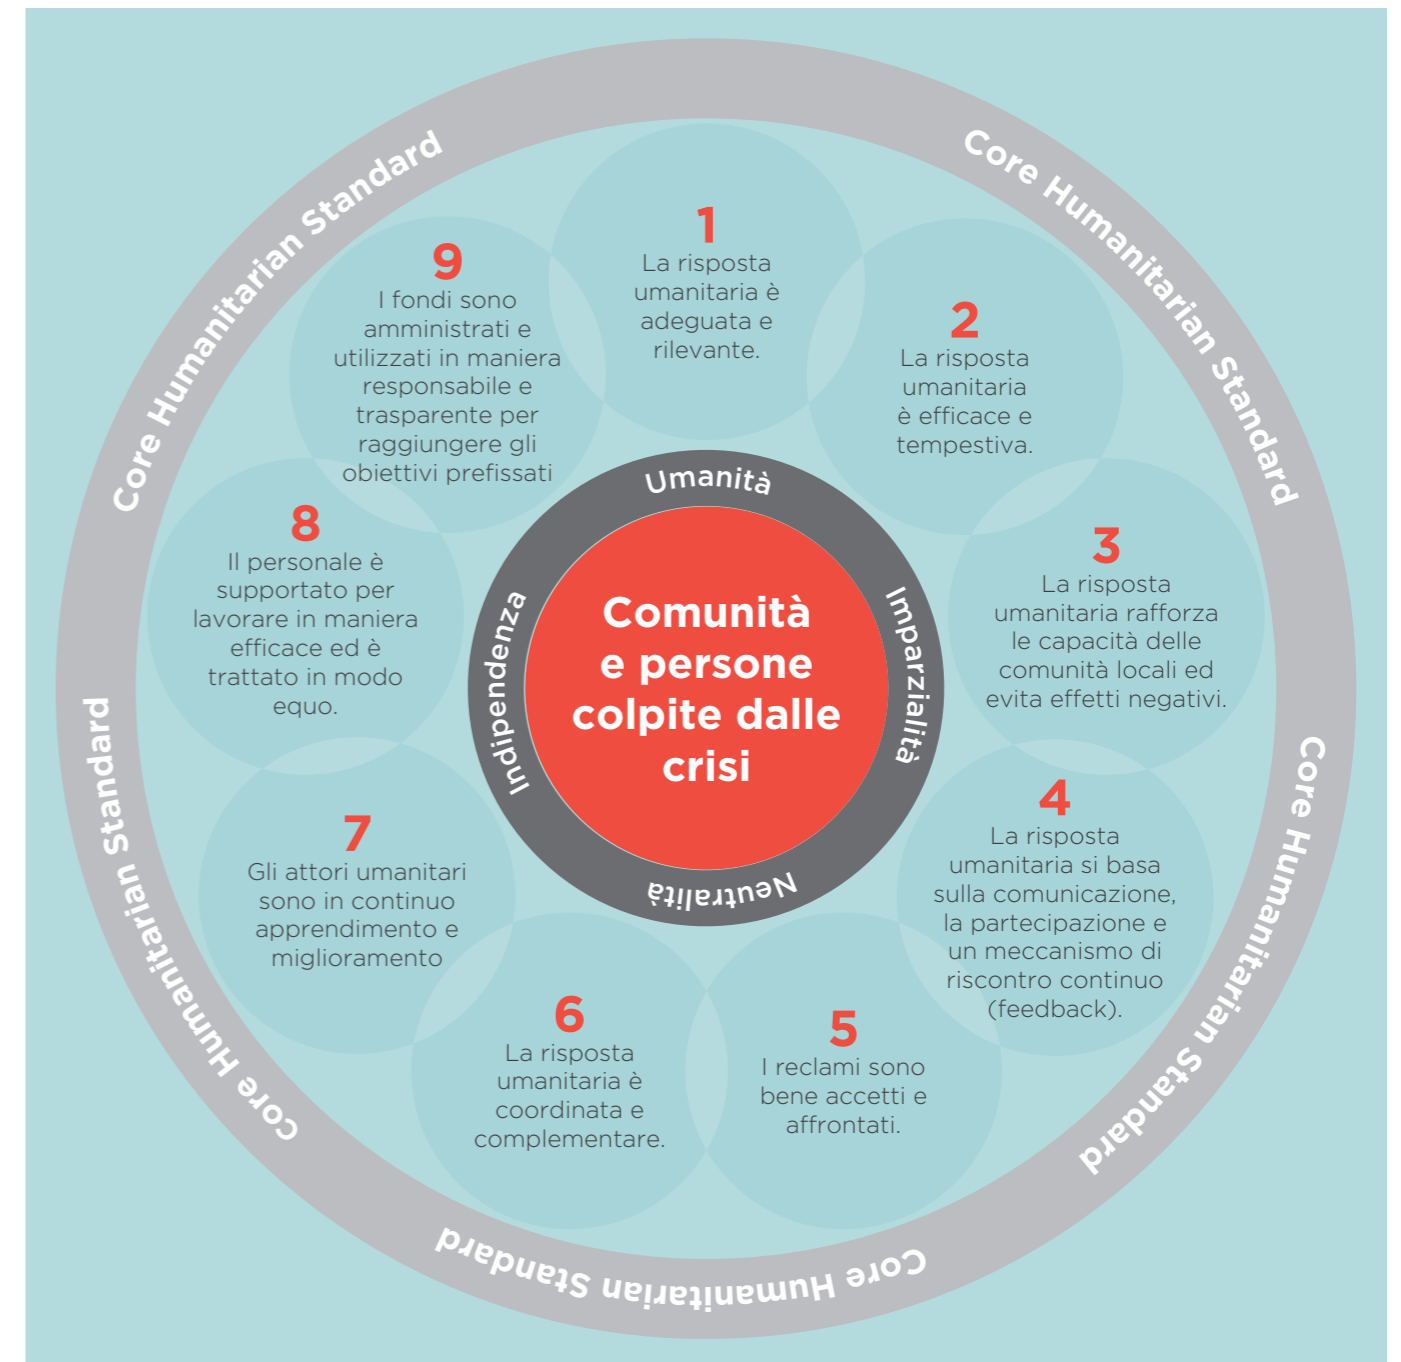 Core Humanitarian Standard
Core Humanitarian Standard
Core Humanitarian Standard
Core Humanitarian Standard
Core Humanitarian Standard
1
La risposta
umanitaria è
adeguata e
rilevante.
2
La risposta
umanitaria
è efficace e
tempestiva.
3
La risposta
umanitaria rafforza
le capacità delle
comunità locali ed
evita effetti negativi.
4
La risposta
umanitaria si basa
sulla comunicazione,
la partecipazione e
un meccanismo di
riscontro continuo
(feedback).
5
I reclami sono
bene accetti e
affrontati.
6
La risposta
umanitaria è
coordinata e
complementare.
7
Gli attori umanitari
sono in continuo
apprendimento e
miglioramento
8
Il personale è
supportato per
lavorare in maniera
efficace ed è
trattato in modo
equo.
9
I fondi sono
amministrati e
utilizzati in maniera
responsabile e
trasparente per
raggiungere gli
obiettivi prefissati
Umanità
Imparzialità
Neutralità
Indipendenza
Comunità
e persone
colpite dalle
crisi